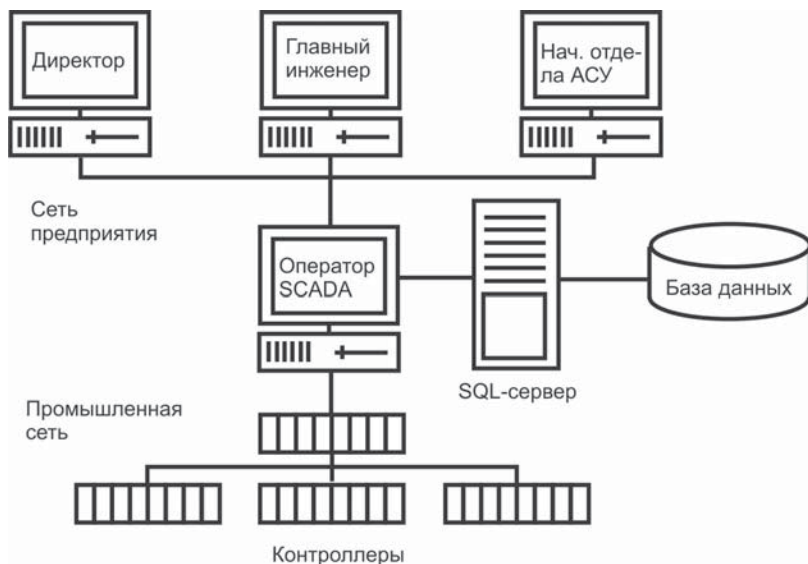 Директор
Главный
инженер
Нач. отде-
ла АСУ
Сеть
предприятия
Оператор
SCADA
База данных
SQL-сервер
Промышленная
сеть
Контроллеры